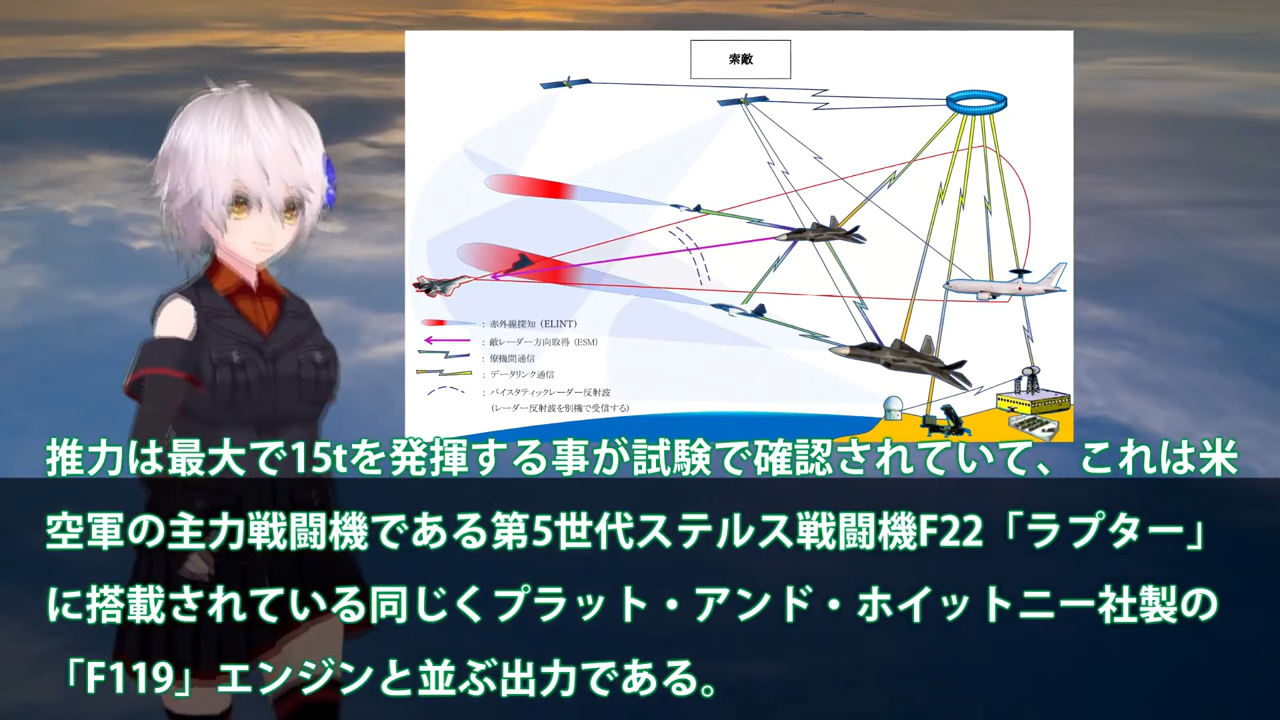 索敵
: 赤外線探知 (ELINT)
: 敵レーダー方向取得 (ESM)
: 僚機間通信
: データリンク通信
: バイスタティックレーダー反射波
(レーダー反射波を別機で受信する)
推力は最大で15tを発揮する事が試験で確認されていて、これは米
空軍の主力戦闘機である第5世代ステルス戦闘機F22「ラプター」
に搭載されている同じくプラット・アンド・ホイットニー社製の
「F119」エンジンと並ぶ出力である。